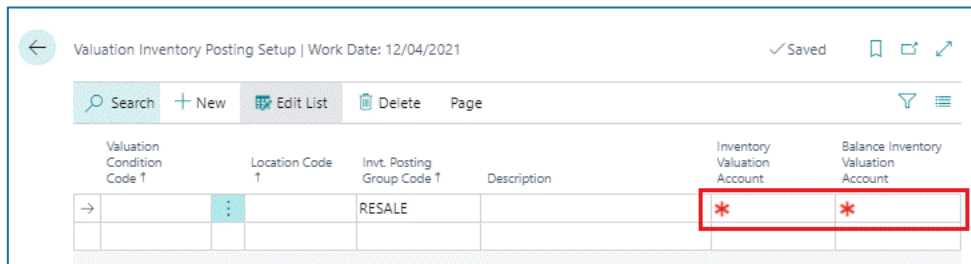 Valuation Inventory Posting Setup | Work Date: 12/04/2021
✓Saved
Search + New Edit List Delete Page
Valuation
Condition
Code ↑
Location Code
↑
Invt. Posting
Group Code ↑
Description
Inventory
Valuation
Account
Balance Inventory
Valuation
Account
→ RESALE * *